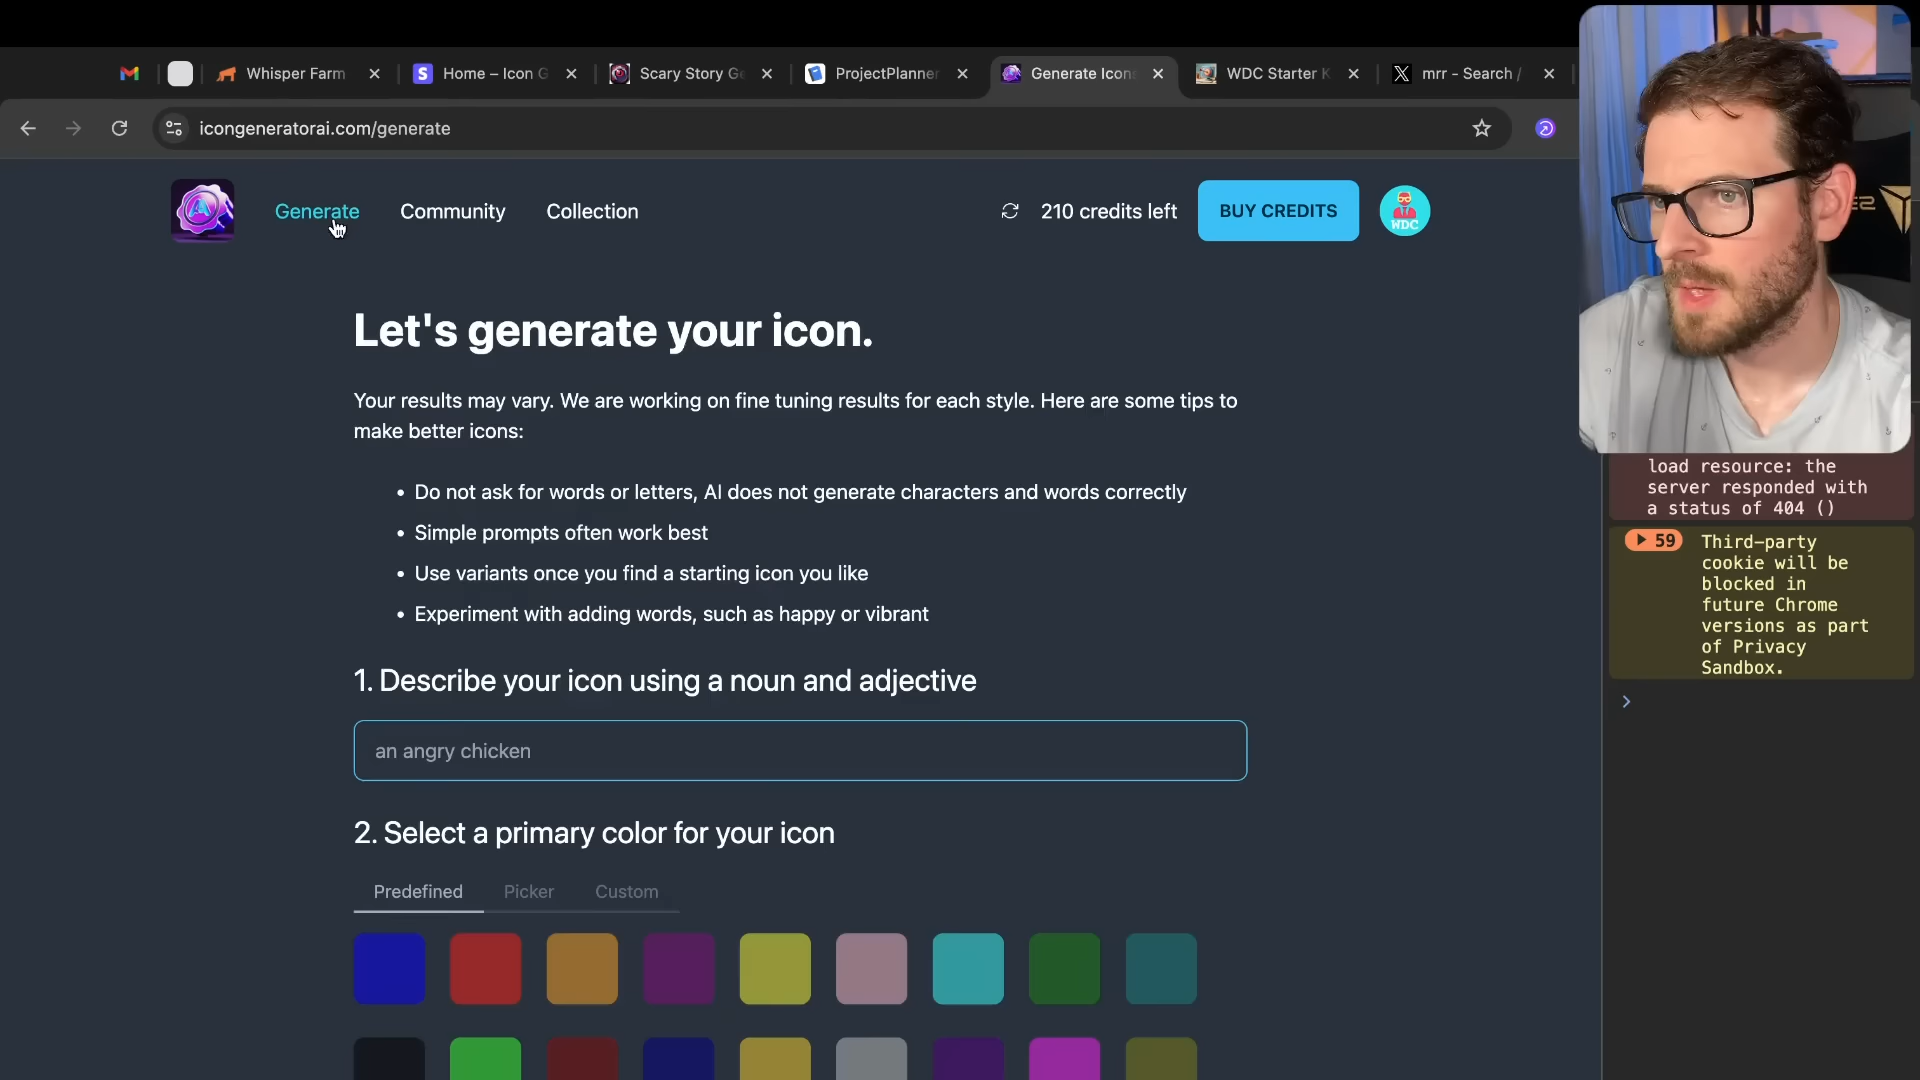 Whisper Farm
Home – Icon G
Scary Story Ge
ProjectPlanner
Generate Icons
WDC Starter K
mrr - Search /
icongeneratorai.com/generate
Generate
Community
Collection
210 credits left
BUY CREDITS
WDC
Let's generate your icon.
Your results may vary. We are working on fine tuning results for each style. Here are some tips to
make better icons:
• Do not ask for words or letters, AI does not generate characters and words correctly
• Simple prompts often work best
• Use variants once you find a starting icon you like
• Experiment with adding words, such as happy or vibrant
1. Describe your icon using a noun and adjective
an angry chicken
2. Select a primary color for your icon
Predefined
Picker
Custom
load resource: the
server responded with
a status of 404 ()
59
Third-party
cookie will be
blocked in
future Chrome
versions as part
of Privacy
Sandbox.